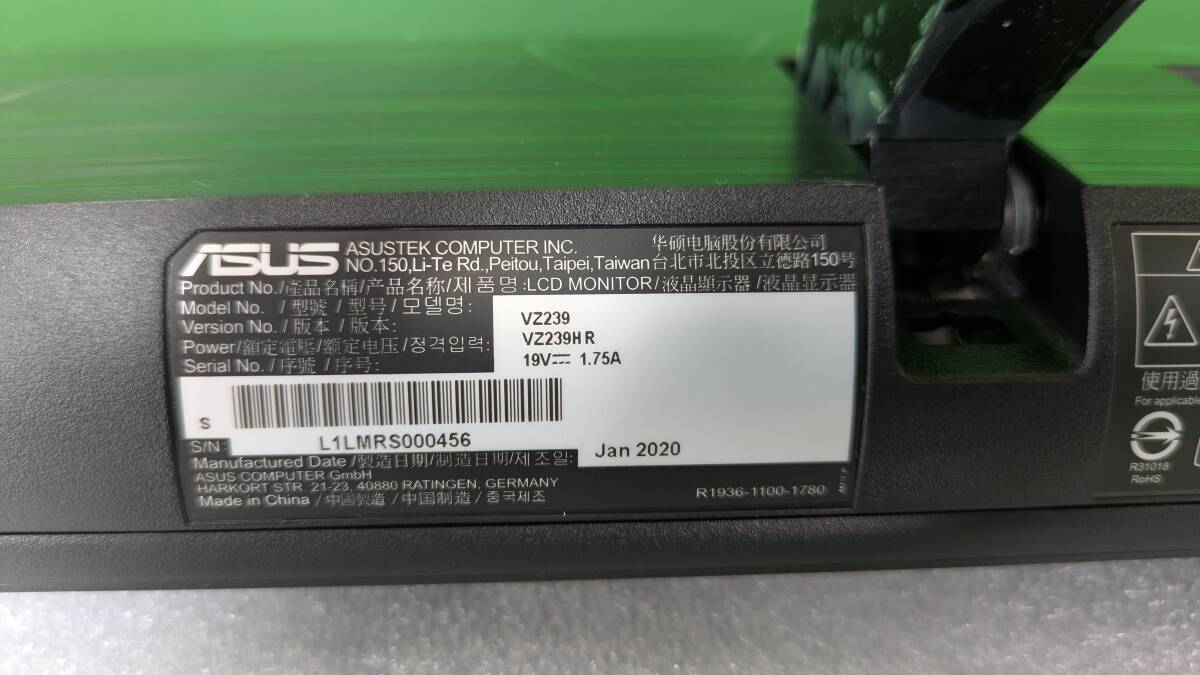 ASUS
ASUSTEK COMPUTER INC. 华硕电脑股份有限公司
NO.150,Li-Te Rd.,Peitou,Taipei,Taiwan 台北市北投区立德路150号
Product No./產品名稱/产品名称/제품명:LCD MONITOR/液晶顯示器/液晶显示器
Model No. /型號/型号/모델명: VZ239
Version No./版本/版本: VZ239HR
Power/額定電壓/额定电压/정격입력: 19V⎓ 1.75A
Serial No./序號/序号:
S
S/N: L1LMRS000456
Manufactured Date/製造日期/制造日期/제조일: Jan 2020
ASUS COMPUTER GmbH
HARKORT STR. 21-23, 40880 RATINGEN, GERMANY
Made in China /中國製造 /中国制造 /중국제조
R1936-1100-1780
使用過
For applicable
R31018
RoHS